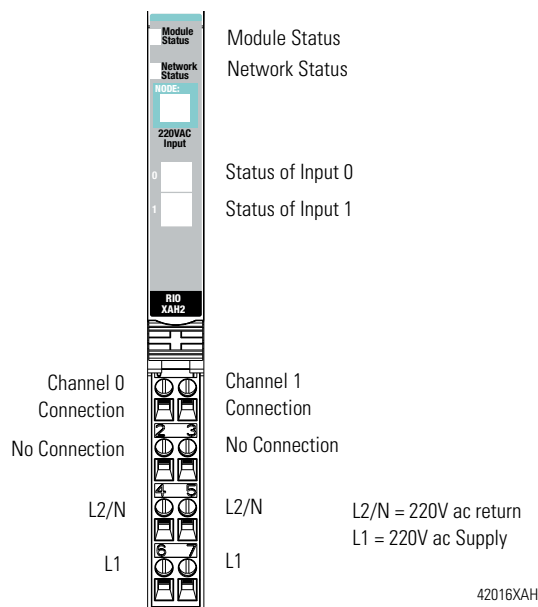 Module
Status
Module Status
Network
Status
Network Status
NODE:
220VAC
Input
0
Status of Input 0
1
Status of Input 1
RIO
XAH2
Channel 0
Connection
Channel 1
Connection
2 3
No Connection
No Connection
4 5
L2/N
L2/N
L2/N = 220V ac return
L1 = 220V ac Supply
6 7
L1
L1
42016XAH